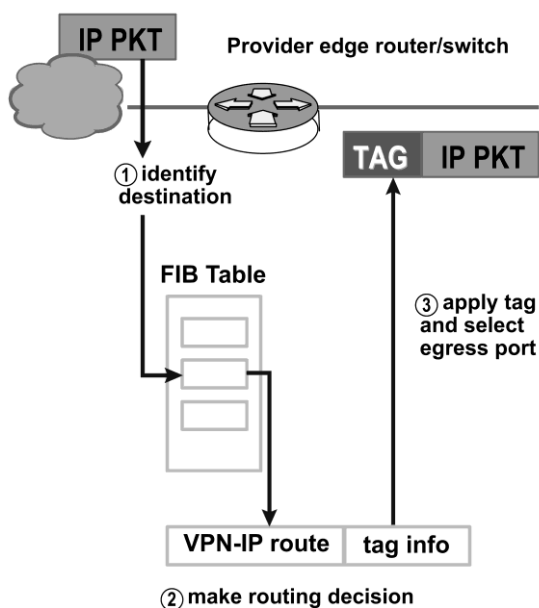 IP PKT
Provider edge router/switch
TAG IP PKT
① identify
destination
FIB Table
③ apply tag
and select
egress port
VPN-IP route tag info
② make routing decision